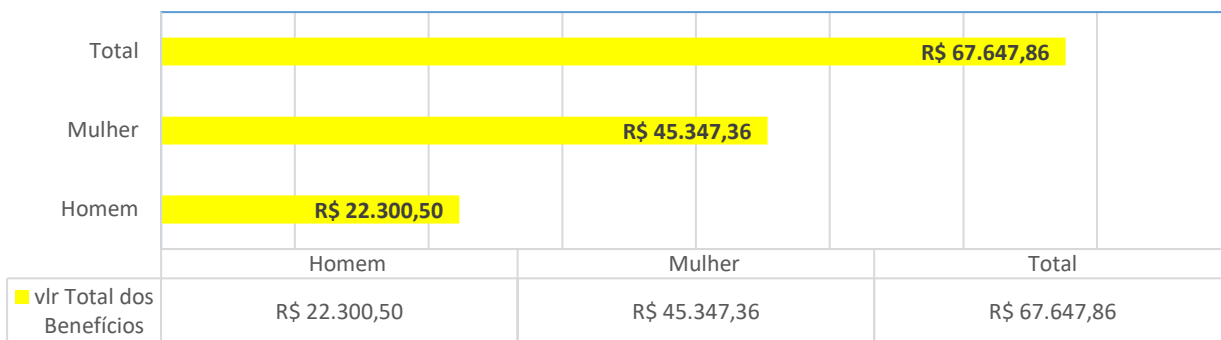 Total
R$ 67.647,86
Mulher
R$ 45.347,36
Homem
R$ 22.300,50
Homem Mulher Total
vlr Total dos
Benefícios
R$ 22.300,50 R$ 45.347,36 R$ 67.647,86